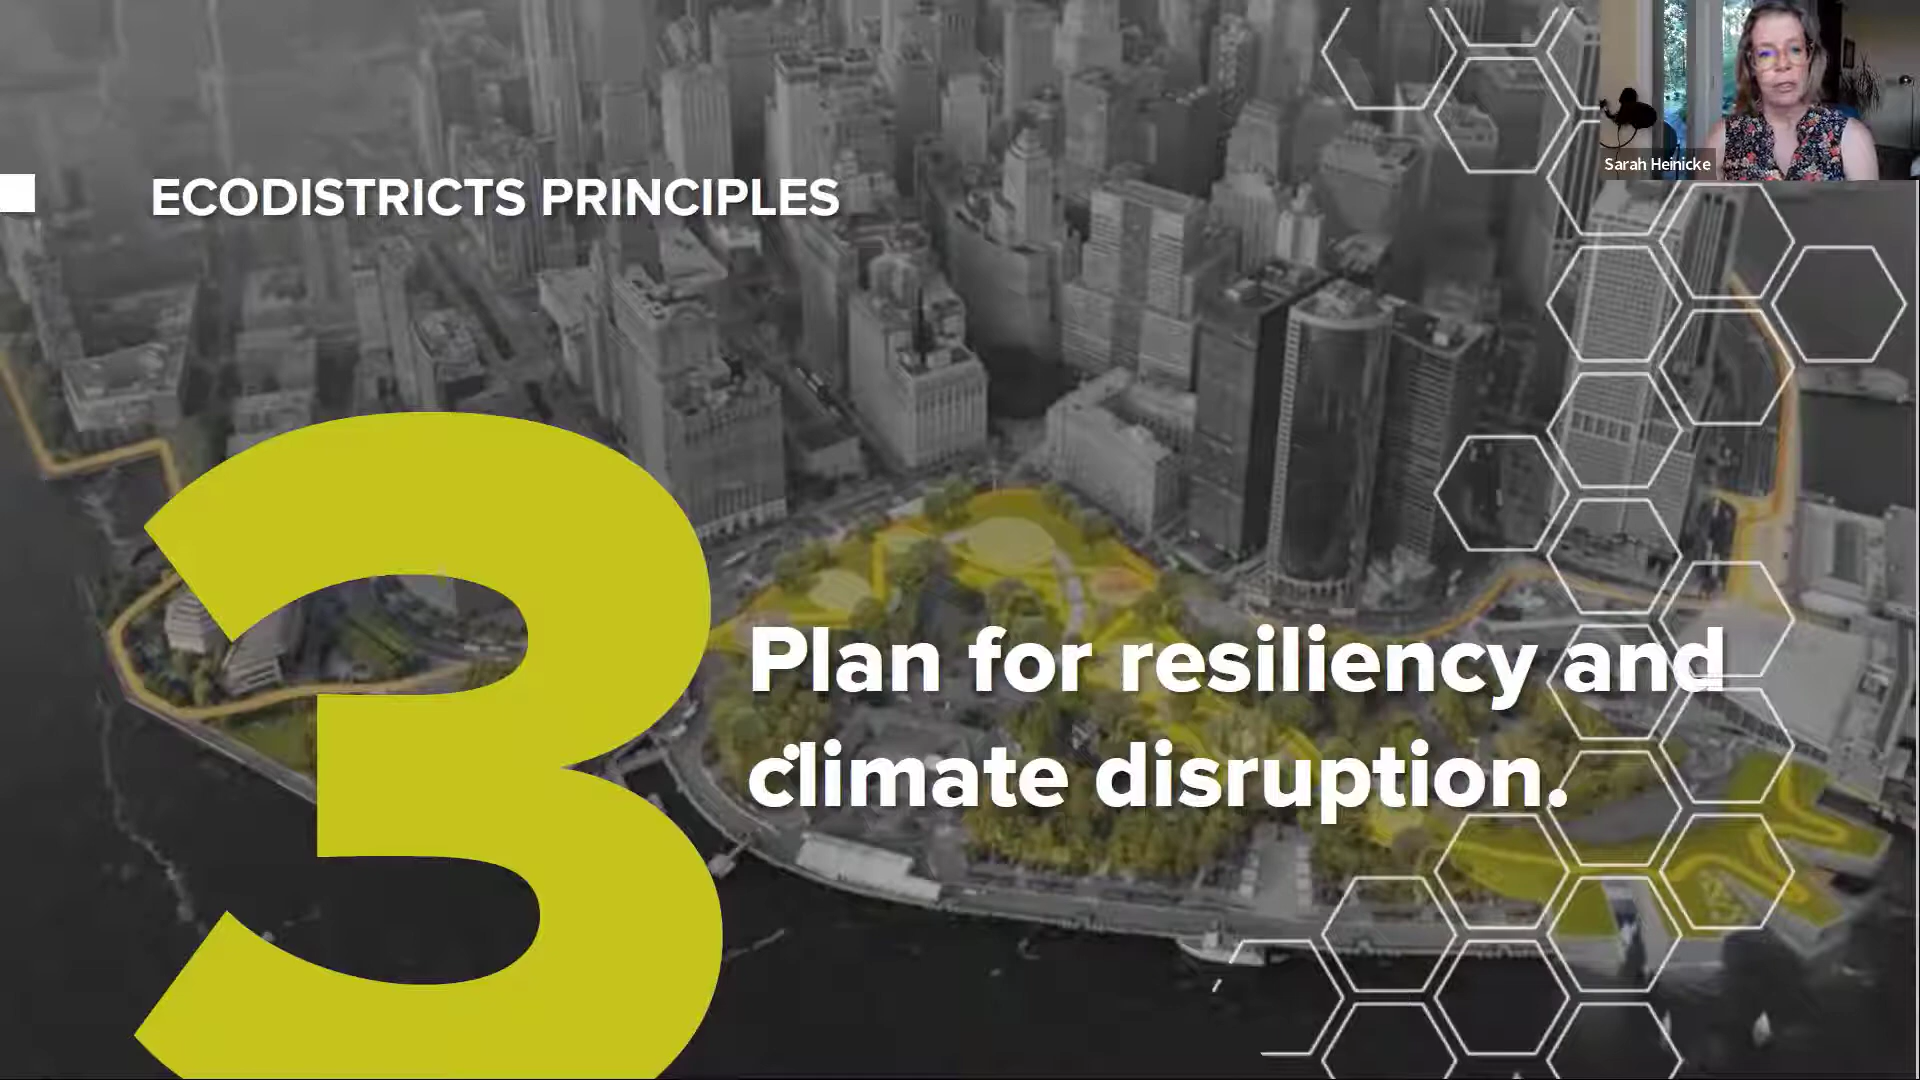 Sarah Heinicke
ECODISTRICTS PRINCIPLES
3
Plan for resiliency and
climate disruption.